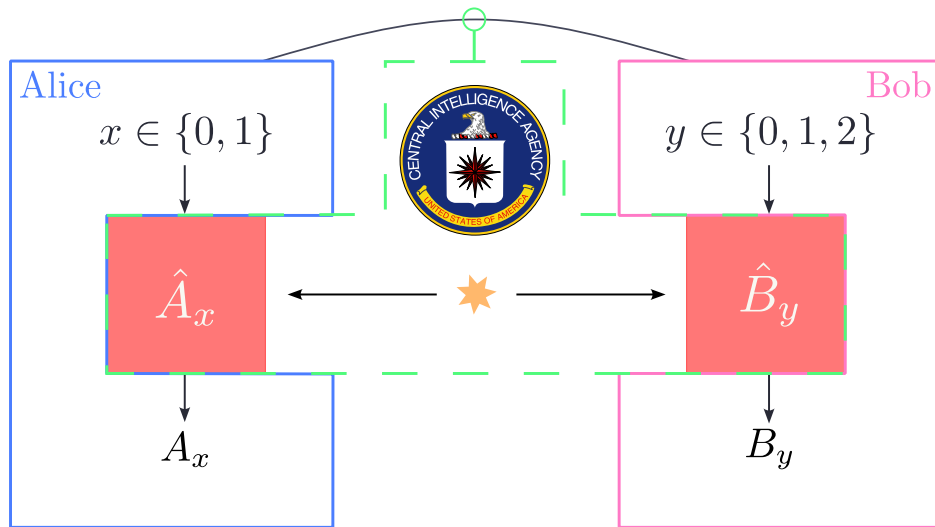 Alice
Bob
x ∈ {0, 1}
y ∈ {0, 1, 2}
CENTRAL INTELLIGENCE AGENCY
UNITED STATES OF AMERICA
Â_x
B̂_y
A_x
B_y